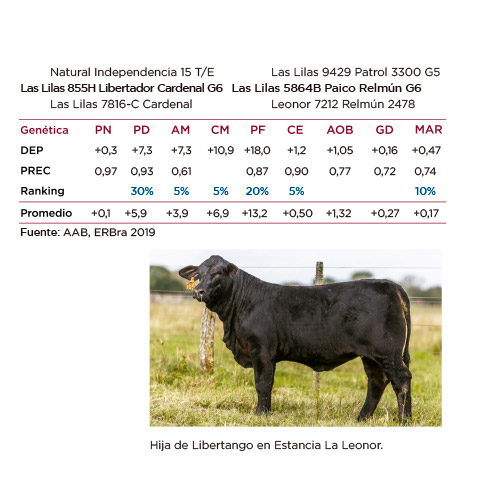 Natural Independencia 15 T/E Las Lilas 9429 Patrol 3300 G5
Las Lilas 855H Libertador Cardenal G6 Las Lilas 5864B Paico Relmún G6
Las Lilas 7816-C Cardenal Leonor 7212 Relmún 2478
Genética PN PD AM CM PF CE AOB GD MAR
DEP +0,3 +7,3 +7,3 +10,9 +18,0 +1,2 +1,05 +0,16 +0,47
PREC 0,97 0,93 0,61 0,87 0,90 0,77 0,72 0,74
Ranking 30% 5% 5% 20% 5% 10%
Promedio +0,1 +5,9 +3,9 +6,9 +13,2 +0,50 +1,32 +0,27 +0,17
Fuente: AAB, ERBra 2019
Hija de Libertango en Estancia La Leonor.